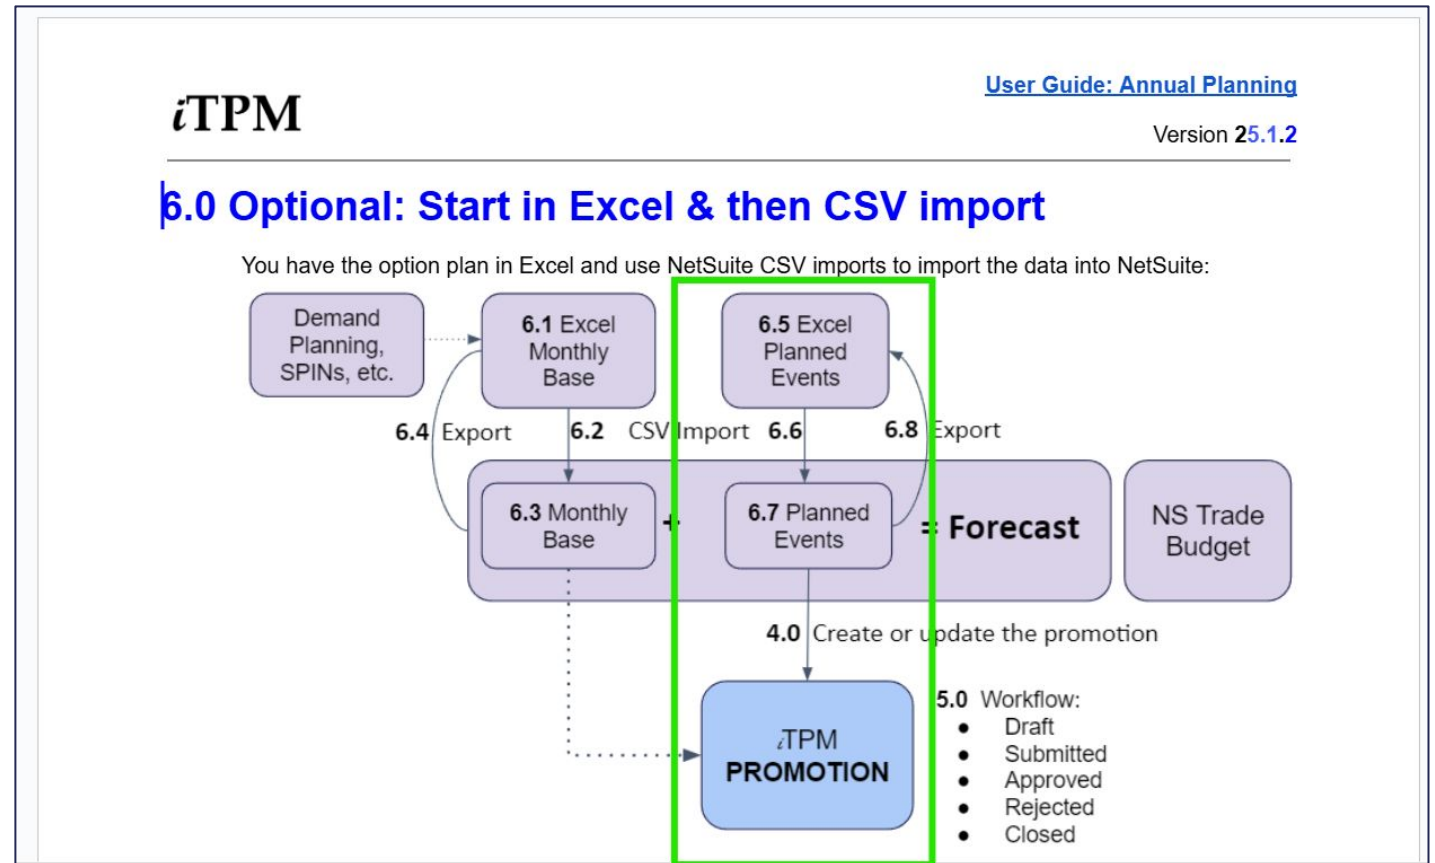 User Guide: Annual Planning
iTPM
Version 25.1.2
6.0 Optional: Start in Excel & then CSV import
You have the option plan in Excel and use NetSuite CSV imports to import the data into NetSuite:
Demand
Planning,
SPINs, etc.
6.1 Excel
Monthly
Base
6.5 Excel
Planned
Events
6.4 Export
6.2 CSV Import 6.6
6.8 Export
6.3 Monthly
Base
+
6.7 Planned
Events
= Forecast
NS Trade
Budget
4.0 Create or update the promotion
iTPM
PROMOTION
5.0 Workflow:
● Draft
● Submitted
● Approved
● Rejected
● Closed